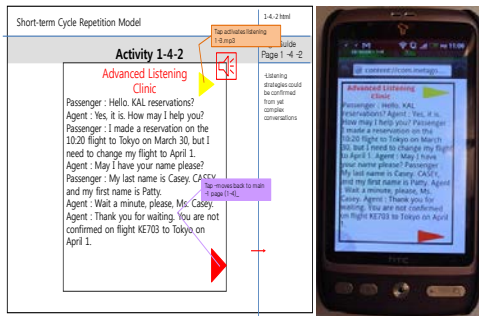 Short-term Cycle Repetition Model
1-4.-2 html
Tap activates listening
1-3.mp3
Activity 1-4-2
Guide
Page 1 -4 -2
Advanced Listening
Clinic
Passenger : Hello. KAL reservations?
Agent : Yes, it is. How may I help you?
Passenger : I made a reservation on the
10:20 flight to Tokyo on March 30, but I
need to change my flight to April 1.
Agent : May I have your name please?
Passenger : My last name is Casey. CASEY,
and my first name is Patty.
Agent : Wait a minute, please, Ms. Casey.
Agent : Thank you for waiting. You are not
confirmed on flight KE703 to Tokyo on
April 1.
-Listening
strategies could
be confirmed
from yet
complex
conversations
Tap -moves back to main
-1 page (1-4)_
11:06
content://com.metago...
Advanced Listening
Clinic
Passenger : Hello. KAL
reservations? Agent : Yes, it is.
How may I help you? Passenger
: I made a reservation on the
10:20 flight to Tokyo on March
30, but I need to change my flight
to April 1. Agent : May I have
your name please? Passenger :
My last name is Casey. CASEY,
and my first name is Patty. Agent
: Wait a minute, please, Ms.
Casey. Agent : Thank you for
waiting. You are not confirmed
on flight KE703 to Tokyo on April
1.
hTC